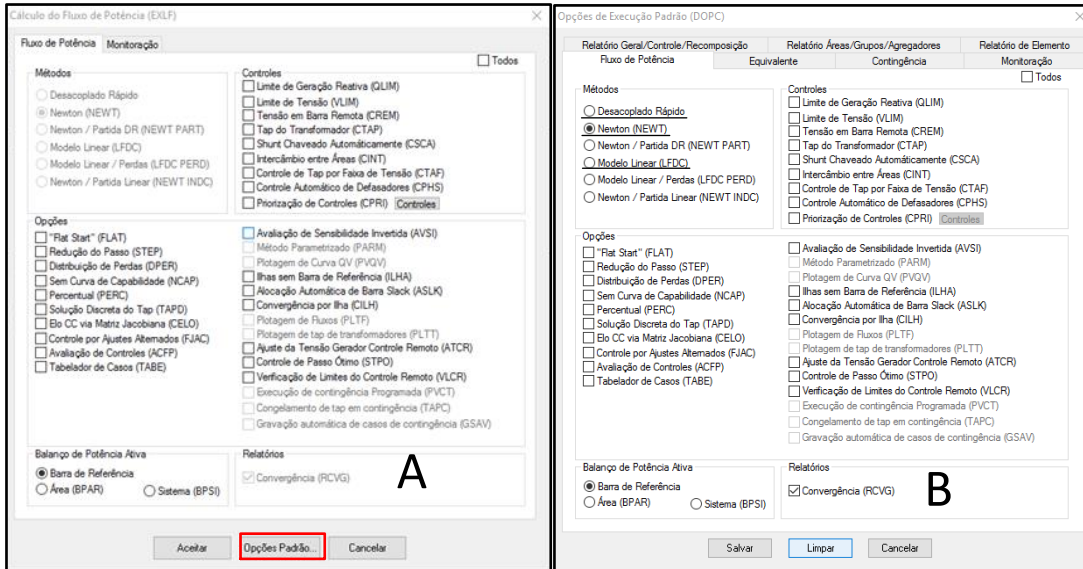 Cálculo do Fluxo de Potência (EXLF)
Fluxo de Potência Monitoração
Todos
Métodos
Desacoplado Rápido
Newton (NEWT)
Newton / Partida DR (NEWT PART)
Modelo Linear (LFDC)
Modelo Linear / Perdas (LFDC PERD)
Newton / Partida Linear (NEWT INDC)
Controles
Limite de Geração Reativa (QLIM)
Limite de Tensão (VLIM)
Tensão em Barra Remota (CREM)
Tap do Transformador (CTAP)
Shunt Chaveado Automáticamente (CSCA)
Intercâmbio entre Áreas (CINT)
Controle de Tap por Faixa de Tensão (CTAF)
Controle Automático de Defasadores (CPHS)
Priorização de Controles (CPRI) Controles
Opções
"Flat Start" (FLAT)
Redução do Passo (STEP)
Distribuição de Perdas (DPER)
Sem Curva de Capabilidade (NCAP)
Percentual (PERC)
Solução Discreta do Tap (TAPD)
Elo CC via Matriz Jacobiana (CELO)
Controle por Ajustes Alternados (FJAC)
Avaliação de Controles (ACFP)
Tabelador de Casos (TABE)
Avaliação de Sensibilidade Invertida (AVSI)
Método Parametrizado (PARM)
Plotagem de Curva QV (PVQV)
Ilhas sem Barra de Referência (ILHA)
Alocação Automática de Barra Slack (ASLK)
Convergência por Ilha (CILH)
Plotagem de Fluxos (PLTF)
Plotagem de tap de transformadores (PLTT)
Ajuste da Tensão Gerador Controle Remoto (ATCR)
Controle de Passo Ótimo (STPO)
Verificação de Limites do Controle Remoto (VLCR)
Execução de contingência Programada (PVCT)
Congelamento de tap em contingência (TAPC)
Gravação automática de casos de contingência (GSAV)
Balanço de Potência Ativa
Barra de Referência
Área (BPAR) Sistema (BPSI)
Relatórios
Convergência (RCVG)
A
Aceitar Opções Padrão... Cancelar
Opções de Execução Padrão (DOPC)
Relatório Geral/Controle/Recomposição Relatório Áreas/Grupos/Agregadores Relatório de Elemento
Fluxo de Potência Equivalente Contingência Monitoração
Todos
Métodos
Desacoplado Rápido
Newton (NEWT)
Newton / Partida DR (NEWT PART)
Modelo Linear (LFDC)
Modelo Linear / Perdas (LFDC PERD)
Newton / Partida Linear (NEWT INDC)
Controles
Limite de Geração Reativa (QLIM)
Limite de Tensão (VLIM)
Tensão em Barra Remota (CREM)
Tap do Transformador (CTAP)
Shunt Chaveado Automáticamente (CSCA)
Intercâmbio entre Áreas (CINT)
Controle de Tap por Faixa de Tensão (CTAF)
Controle Automático de Defasadores (CPHS)
Priorização de Controles (CPRI) Controles
Opções
"Flat Start" (FLAT)
Redução do Passo (STEP)
Distribuição de Perdas (DPER)
Sem Curva de Capabilidade (NCAP)
Percentual (PERC)
Solução Discreta do Tap (TAPD)
Elo CC via Matriz Jacobiana (CELO)
Controle por Ajustes Alternados (FJAC)
Avaliação de Controles (ACFP)
Tabelador de Casos (TABE)
Avaliação de Sensibilidade Invertida (AVSI)
Método Parametrizado (PARM)
Plotagem de Curva QV (PVQV)
Ilhas sem Barra de Referência (ILHA)
Alocação Automática de Barra Slack (ASLK)
Convergência por Ilha (CILH)
Plotagem de Fluxos (PLTF)
Plotagem de tap de transformadores (PLTT)
Ajuste da Tensão Gerador Controle Remoto (ATCR)
Controle de Passo Ótimo (STPO)
Verificação de Limites do Controle Remoto (VLCR)
Execução de contingência Programada (PVCT)
Congelamento de tap em contingência (TAPC)
Gravação automática de casos de contingência (GSAV)
Balanço de Potência Ativa
Barra de Referência
Área (BPAR) Sistema (BPSI)
Relatórios
Convergência (RCVG)
B
Salvar Limpar Cancelar